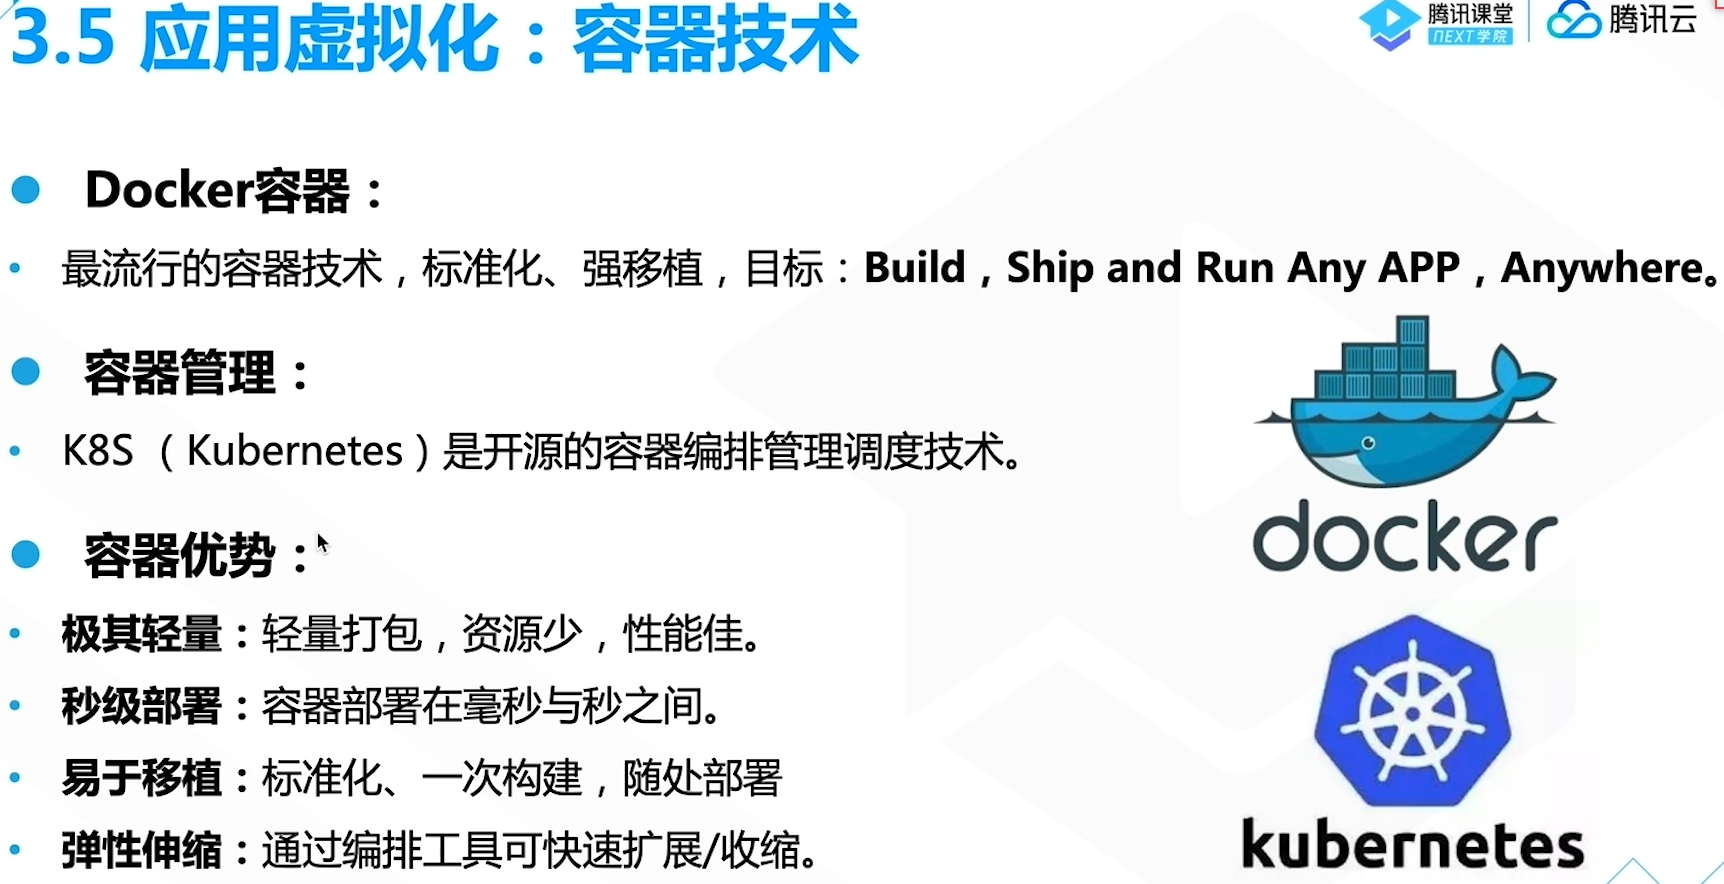 3.5 应用虚拟化：容器技术
腾讯课堂
NEXT学院
腾讯云
Docker容器：
最流行的容器技术，标准化、强移植，目标：Build，Ship and Run Any APP，Anywhere。
容器管理：
K8S（Kubernetes）是开源的容器编排管理调度技术。
容器优势：
极其轻量：轻量打包，资源少，性能佳。
秒级部署：容器部署在毫秒与秒之间。
易于移植：标准化、一次构建，随处部署
弹性伸缩：通过编排工具可快速扩展/收缩。
docker
kubernetes